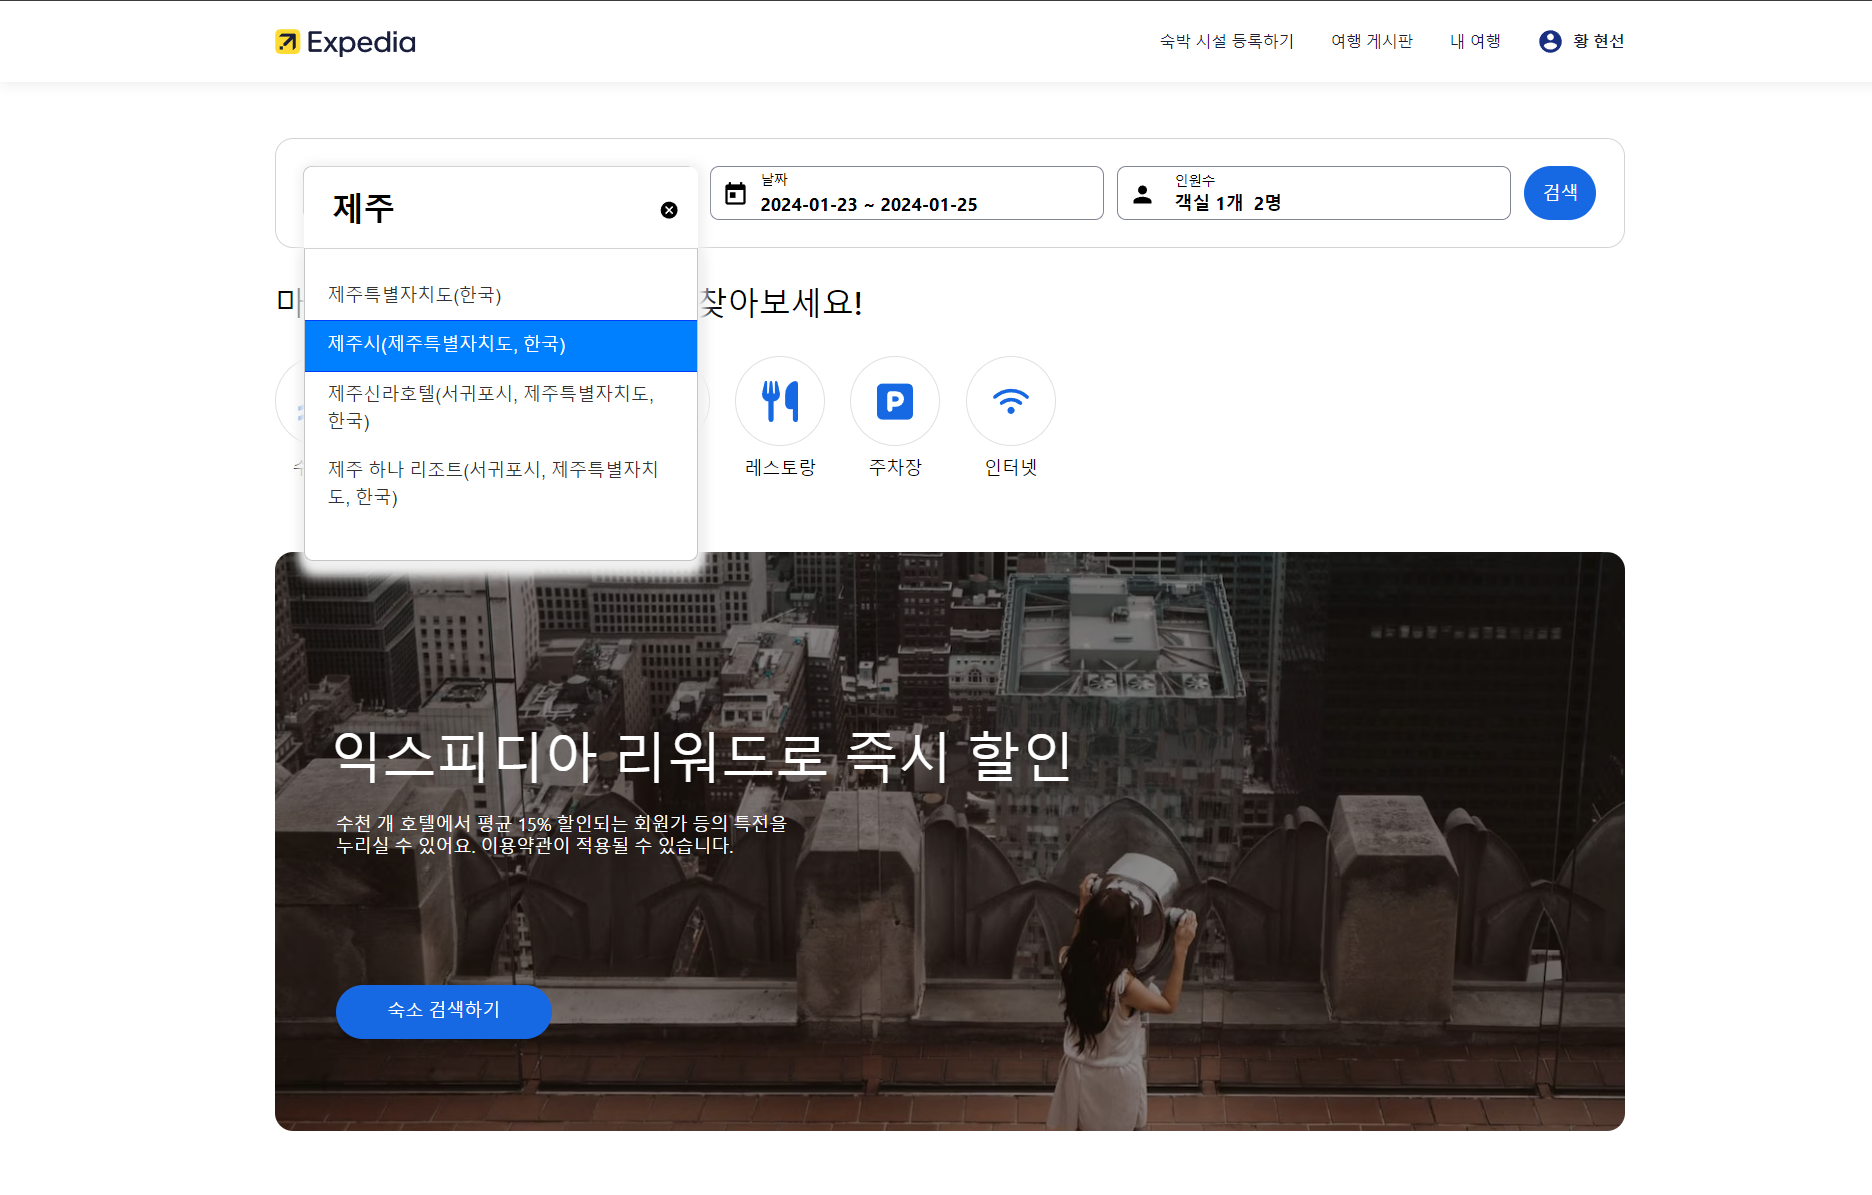 Expedia
숙박 시설 등록하기 여행 게시판 내 여행 황 현선
제주
날짜
2024-01-23 ~ 2024-01-25
인원수
객실 1개 2명
검색
찾아보세요!
제주특별자치도(한국)
제주시(제주특별자치도, 한국)
제주신라호텔(서귀포시, 제주특별자치도,
한국)
제주 하나 리조트(서귀포시, 제주특별자치
도, 한국)
레스토랑
주차장
인터넷
익스피디아 리워드로 즉시 할인
수천 개 호텔에서 평균 15% 할인되는 회원가 등의 특전을
누리실 수 있어요. 이용약관이 적용될 수 있습니다.
숙소 검색하기